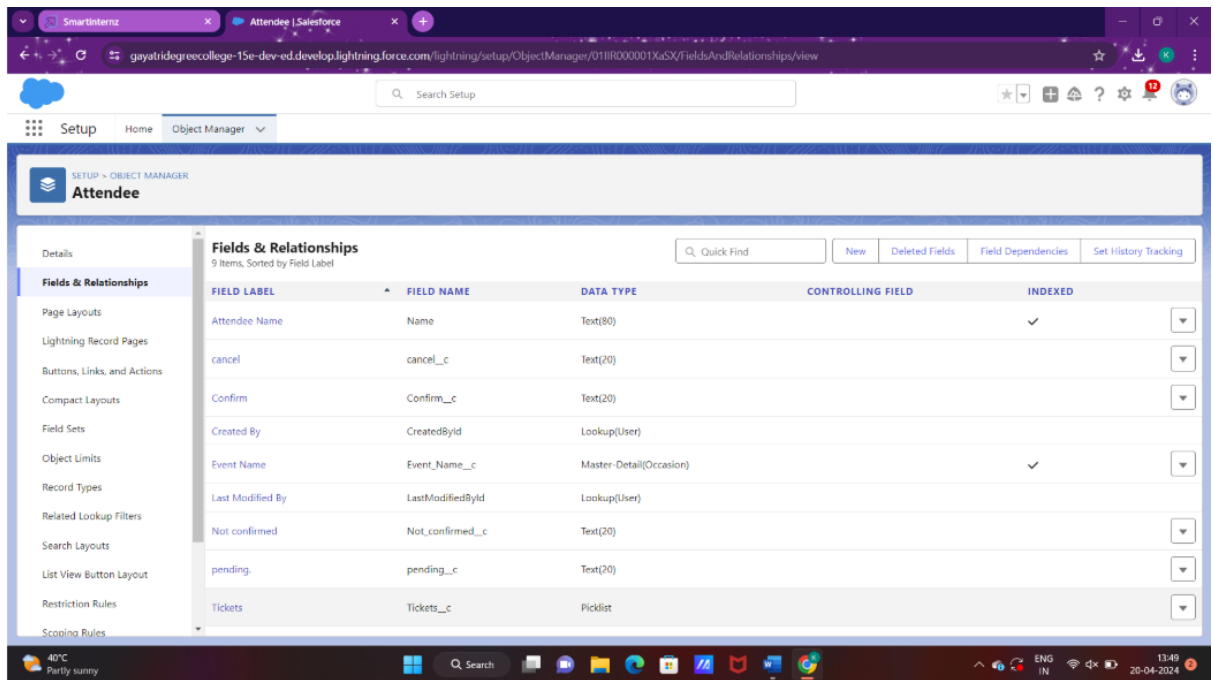 Smartinternz
Attendee | Salesforce
gayatridegreecollege-15e-dev-ed.develop.lightning.force.com/lightning/setup/ObjectManager/01IIR000001XaSX/FieldsAndRelationships/view
K
Search Setup
12
Setup Home Object Manager
SETUP > OBJECT MANAGER
Attendee
Details
Fields & Relationships
Page Layouts
Lightning Record Pages
Buttons, Links, and Actions
Compact Layouts
Field Sets
Object Limits
Record Types
Related Lookup Filters
Search Layouts
List View Button Layout
Restriction Rules
Scoping Rules
Fields & Relationships
9 Items, Sorted by Field Label
Quick Find New Deleted Fields Field Dependencies Set History Tracking
FIELD LABEL FIELD NAME DATA TYPE CONTROLLING FIELD INDEXED
Attendee Name Name Text(80)
cancel cancel__c Text(20)
Confirm Confirm__c Text(20)
Created By CreatedById Lookup(User)
Event Name Event_Name__c Master-Detail(Occasion)
Last Modified By LastModifiedById Lookup(User)
Not confirmed Not_confirmed__c Text(20)
pending. pending__c Text(20)
Tickets Tickets__c Picklist
40°C
Partly sunny
Search
ENG
IN
13:49
20-04-2024
2